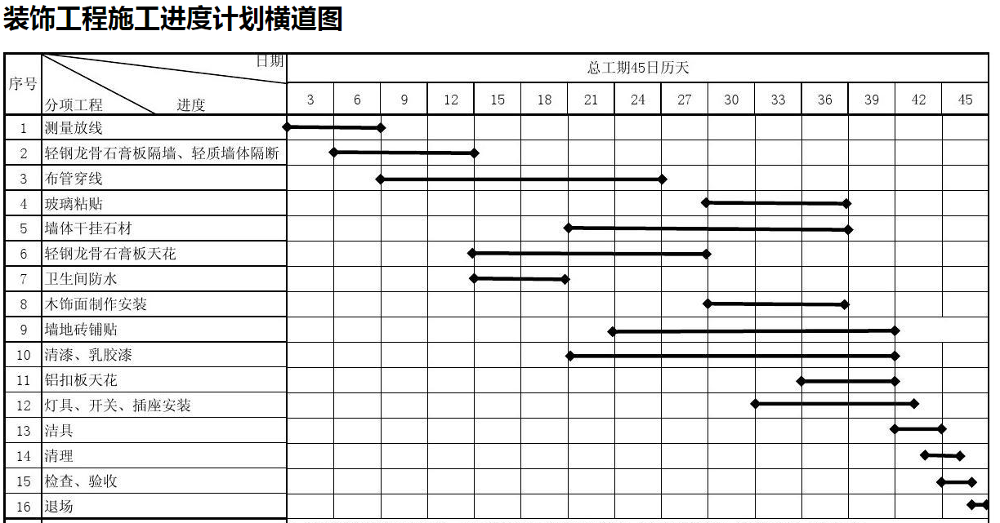 装饰工程施工进度计划横道图
日期
总工期45日历天
序号
分项工程 进度
3 6 9 12 15 18 21 24 27 30 33 36 39 42 45
1 测量放线
2 轻钢龙骨石膏板隔墙、轻质墙体隔断
3 布管穿线
4 玻璃粘贴
5 墙体干挂石材
6 轻钢龙骨石膏板天花
7 卫生间防水
8 木饰面制作安装
9 墙地砖铺贴
10 清漆、乳胶漆
11 铝扣板天花
12 灯具、开关、插座安装
13 洁具
14 清理
15 检查、验收
16 退场